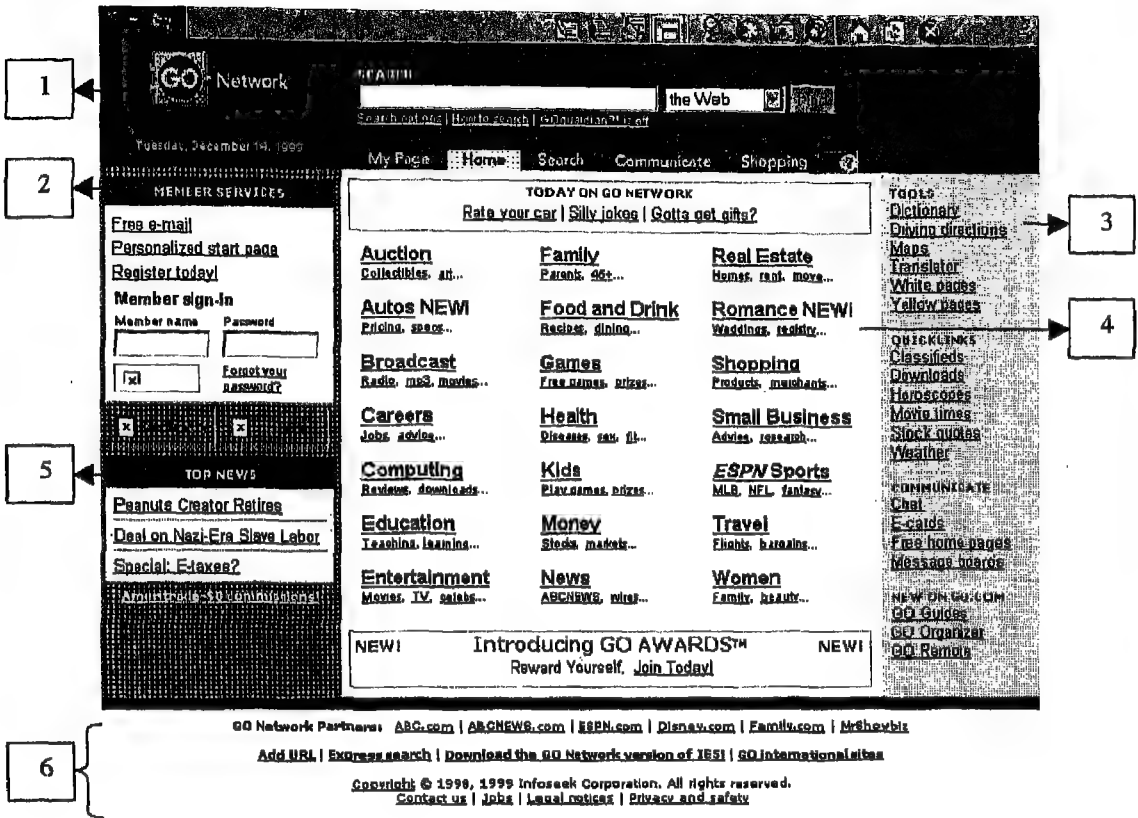 1
GO Network
SEARCH
the Web
Search options | How to search | GOguardian™ is off
Tuesday, December 14, 1999
My Page Home Search Communicate Shopping ?
2
MEMBER SERVICES
Free e-mail
Personalized start page
Register today!
Member sign-in
Member name Password
Forgot your
password?
5
TOP NEWS
Peanuts Creator Retires
Deal on Nazi-Era Slave Labor
Special: E-taxes?
TODAY ON GO NETWORK
Rate your car | Silly jokes | Gotta get gifts?
Auction Family Real Estate
Collectibles, art... Parents, 46+... Homes, rent, move...
Autos NEW! Food and Drink Romance NEW!
Pricing, specs... Recipes, dining... Weddings, registry...
Broadcast Games Shopping
Radio, mp3, movies... Free games, prizes... Products, merchants...
Careers Health Small Business
Jobs, advice... Diseases, sex, fit... Advice, research...
Computing Kids ESPN Sports
Reviews, downloads... Play games, prizes... MLB, NFL, fantasy...
Education Money Travel
Teaching, learning... Stocks, markets... Flights, bargains...
Entertainment News Women
Movies, TV, celebs... ABCNEWS, wires... Family, beauty...
NEW! Introducing GO AWARDS™ NEW!
Reward Yourself. Join Today!
TOOLS
Dictionary
Driving directions
Maps
Translator
White pages
Yellow pages
3
4
QUICKLINKS
Classifieds
Downloads
Horoscopes
Movie times
Stock quotes
Weather
COMMUNICATE
Chat
E-cards
Free home pages
Message boards
NEW ON GO.COM
GO Guides
GO Organizer
GO Remote
6
GO Network Partners: ABC.com | ABCNEWS.com | ESPN.com | Disney.com | Family.com | MrShowbiz
Add URL | Express search | Download the GO Network version of IE5! | GO international sites
Copyright © 1998, 1999 Infoseek Corporation. All rights reserved.
Contact us | Jobs | Legal notices | Privacy and safety